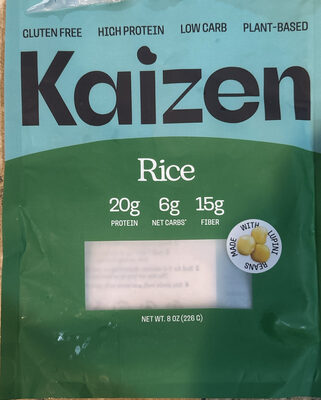 GLUTEN FREE HIGH PROTEIN LOW CARB PLANT-BASED
Kaizen
Rice
20g 6g 15g
PROTEIN NET CARBS* FIBER
MADE WITH LUPINI BEANS
NET WT. 8 OZ (226 G)